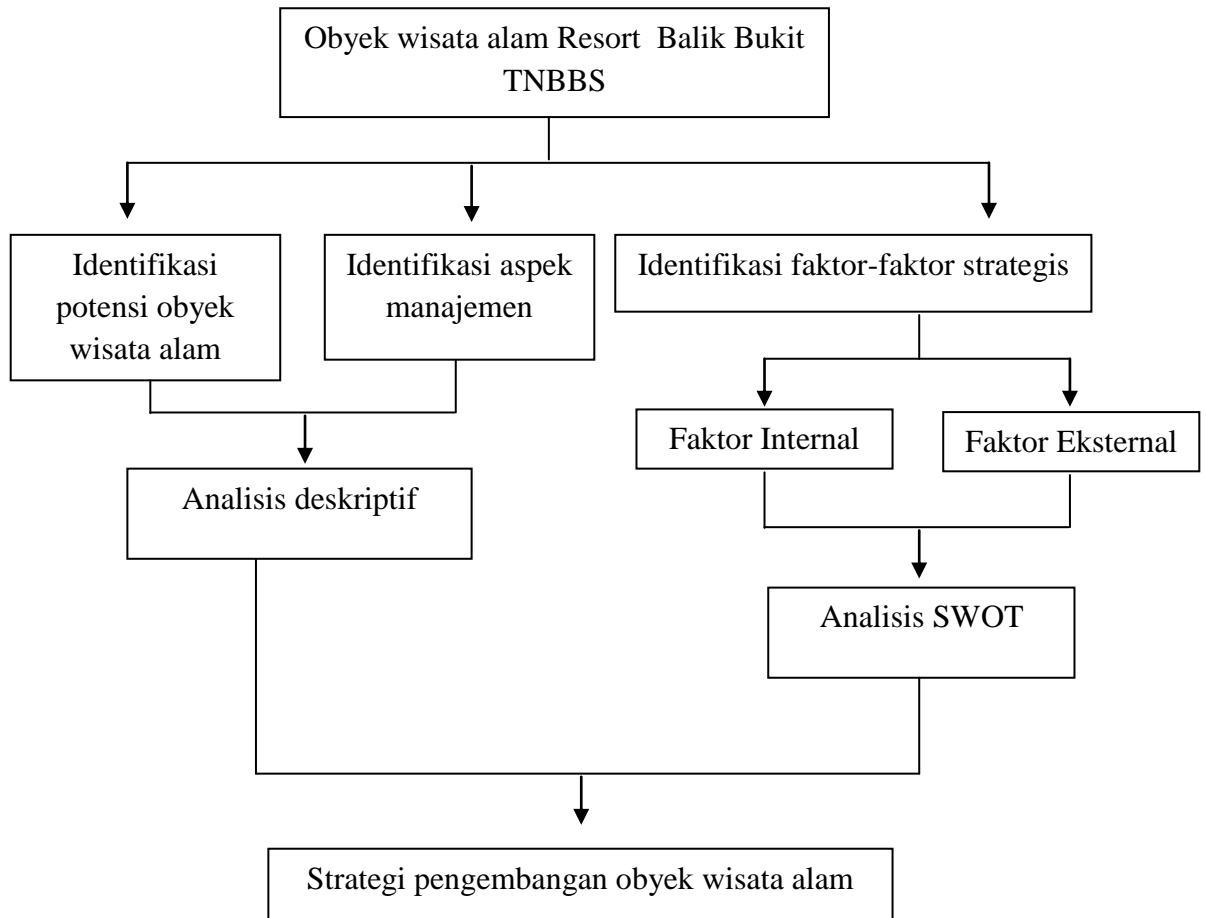 Obyek wisata alam Resort  Balik Bukit
TNBBS
Identifikasi
potensi obyek
wisata alam
Identifikasi aspek
manajemen
Identifikasi faktor-faktor strategis
Faktor Internal
Faktor Eksternal
Analisis deskriptif
Analisis SWOT
Strategi pengembangan obyek wisata alam